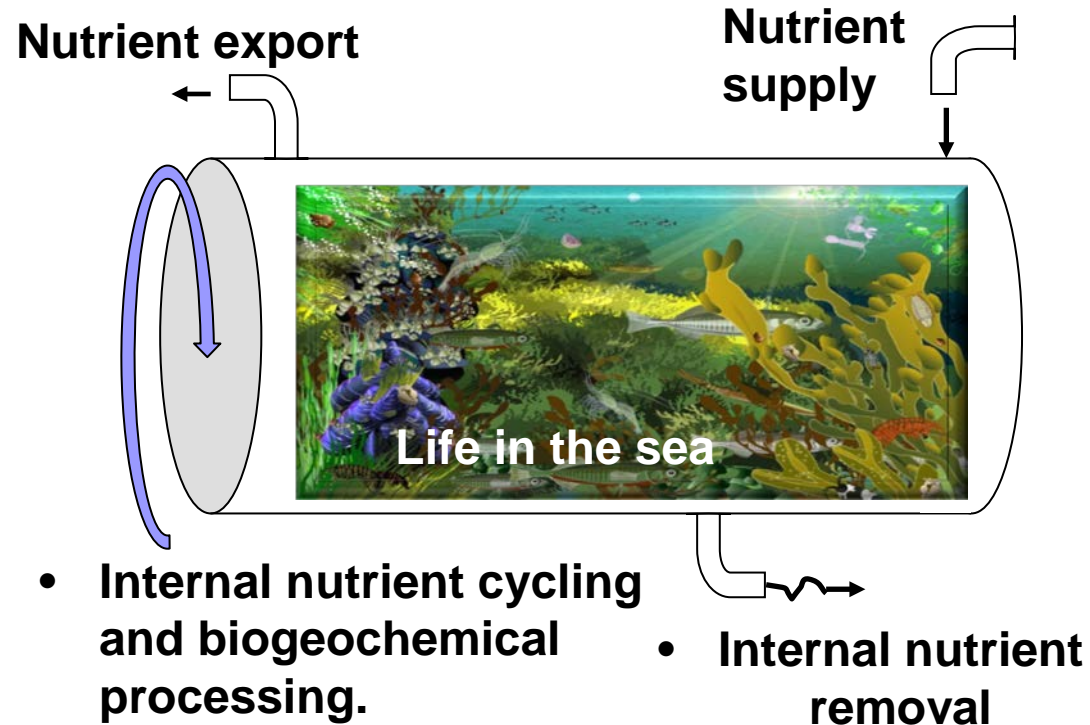 Nutrient export
Nutrient
supply
Life in the sea
• Internal nutrient cycling
and biogeochemical
processing.
• Internal nutrient
removal